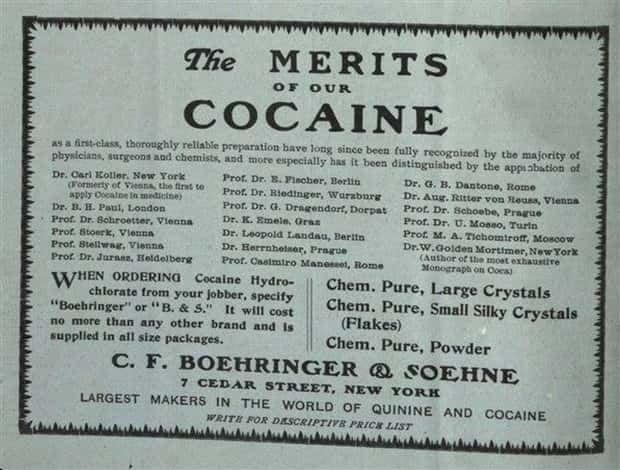 The MERITS
OF OUR
COCAINE
as a first-class, thoroughly reliable preparation have long since been fully recognized by the majority of
physicians, surgeons and chemists, and more especially has it been distinguished by the approbation of
Dr. Carl Koller, New York
(Formerly of Vienna, the first to
apply Cocaine in medicine)
Dr. B. H. Paul, London
Prof. Dr. Schroetter, Vienna
Prof. Stoerk, Vienna
Prof. Stellwag, Vienna
Prof. Dr. Jurasz, Heidelberg
Prof. Dr. E. Fischer, Berlin
Prof. Dr. Riedinger, Wurzburg
Prof. Dr. G. Dragendorf, Dorpat
Dr. K. Emele, Graz
Dr. Leopold Landau, Berlin
Dr. Herrnheiser, Prague
Prof. Casimiro Manessei, Rome
Dr. G. B. Dantone, Rome
Dr. Aug. Ritter von Reuss, Vienna
Prof. Dr. Schoebe, Prague
Prof. Dr. U. Mosso, Turin
Prof. M. A. Tichomiroff, Moscow
Dr. W. Golden Mortimer, New York
(Author of the most exhaustive
Monograph on Coca)
WHEN ORDERING Cocaine Hydro-
chlorate from your jobber, specify
"Boehringer" or "B. & S." It will cost
no more than any other brand and is
supplied in all size packages.
Chem. Pure, Large Crystals
Chem. Pure, Small Silky Crystals
(Flakes)
Chem. Pure, Powder
C. F. BOEHRINGER & SOEHNE
7 CEDAR STREET, NEW YORK
LARGEST MAKERS IN THE WORLD OF QUININE AND COCAINE
WRITE FOR DESCRIPTIVE PRICE LIST